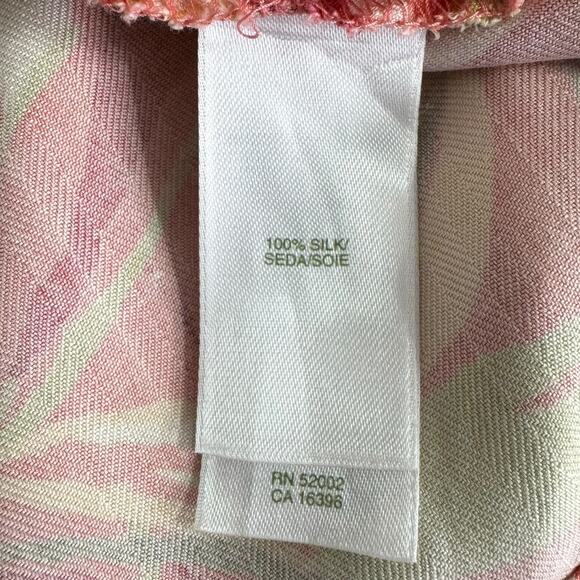 100% SILK/
SEDA/SOIE
RN 52002
CA 16396